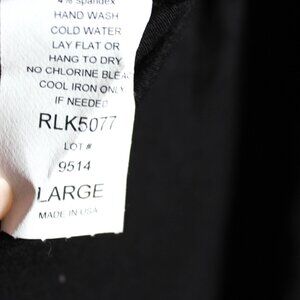 4% spandex
HAND WASH
COLD WATER
LAY FLAT OR
HANG TO DRY
NO CHLORINE BLEAC
COOL IRON ONLY
IF NEEDED
RLK5077
LOT #
9514
LARGE
MADE IN USA